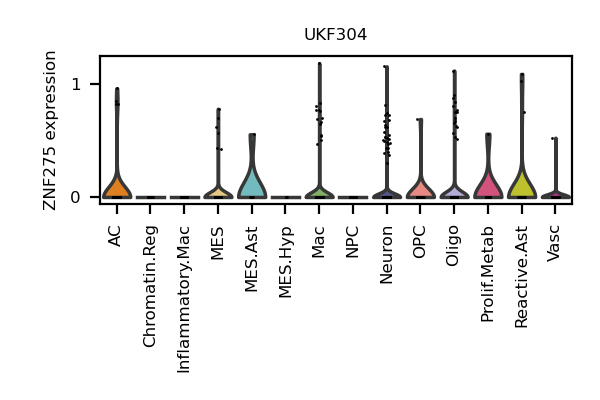 UKF304
ZNF275 expression
1
0
AC
Chromatin.Reg
Inflammatory.Mac
MES
MES.Ast
MES.Hyp
Mac
NPC
Neuron
OPC
Oligo
Prolif.Metab
Reactive.Ast
Vasc